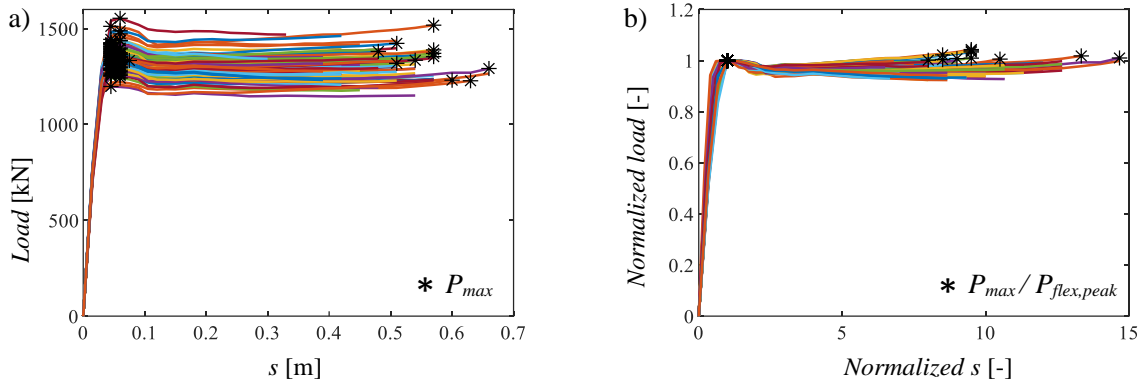 a)
1500
1000
500
0
Load [kN]
0 0.1 0.2 0.3 0.4 0.5 0.6 0.7
s [m]
* P_max
b)
1.2
1
0.8
0.6
0.4
0.2
0
Normalized load [-]
0 5 10 15
Normalized s [-]
* P_max / P_flex,peak